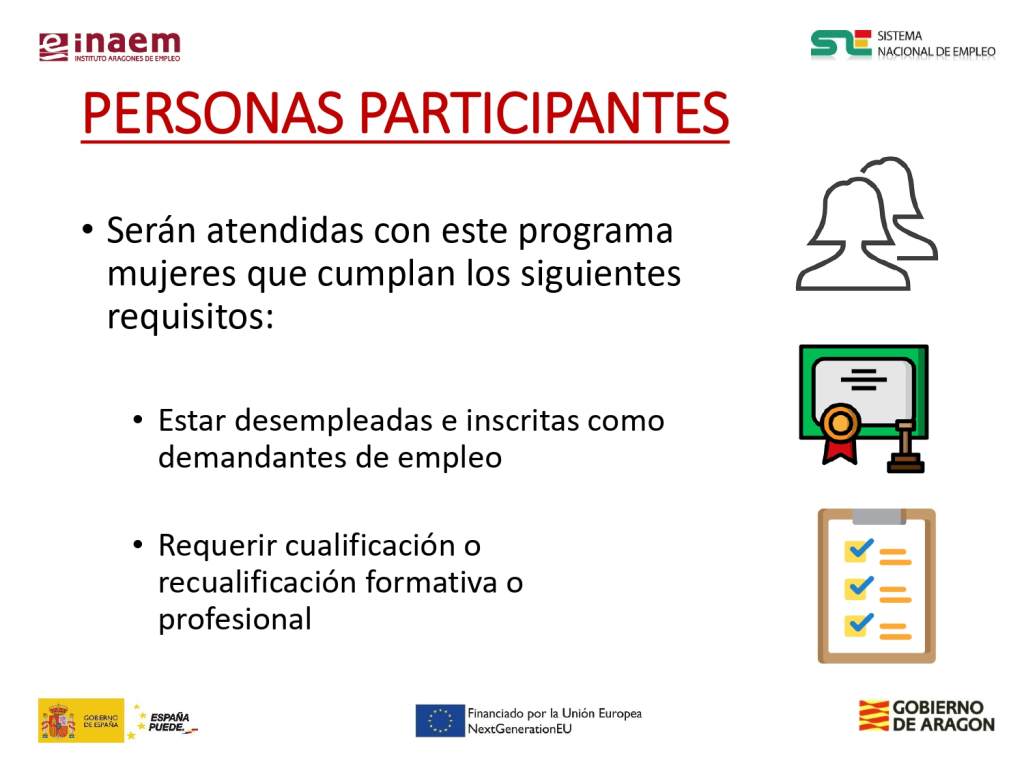 inaem
INSTITUTO ARAGONES DE EMPLEO
SISTEMA
NACIONAL DE EMPLEO
PERSONAS PARTICIPANTES
• Serán atendidas con este programa
mujeres que cumplan los siguientes
requisitos:
• Estar desempleadas e inscritas como
demandantes de empleo
• Requerir cualificación o
recualificación formativa o
profesional
GOBIERNO
DE ESPAÑA
ESPAÑA
PUEDE.
Financiado por la Unión Europea
NextGenerationEU
GOBIERNO
DE ARAGON